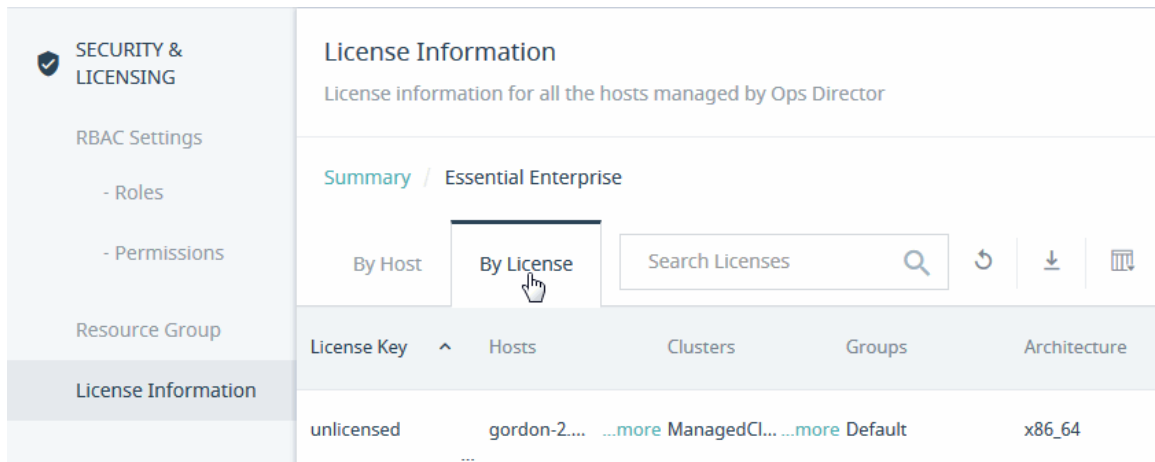 SECURITY &
LICENSING
RBAC Settings
- Roles
- Permissions
Resource Group
License Information
License Information
License information for all the hosts managed by Ops Director
Summary / Essential Enterprise
By Host By License Search Licenses
License Key Hosts Clusters Groups Architecture
unlicensed gordon-2.... ...more ManagedCl... ...more Default x86_64
...